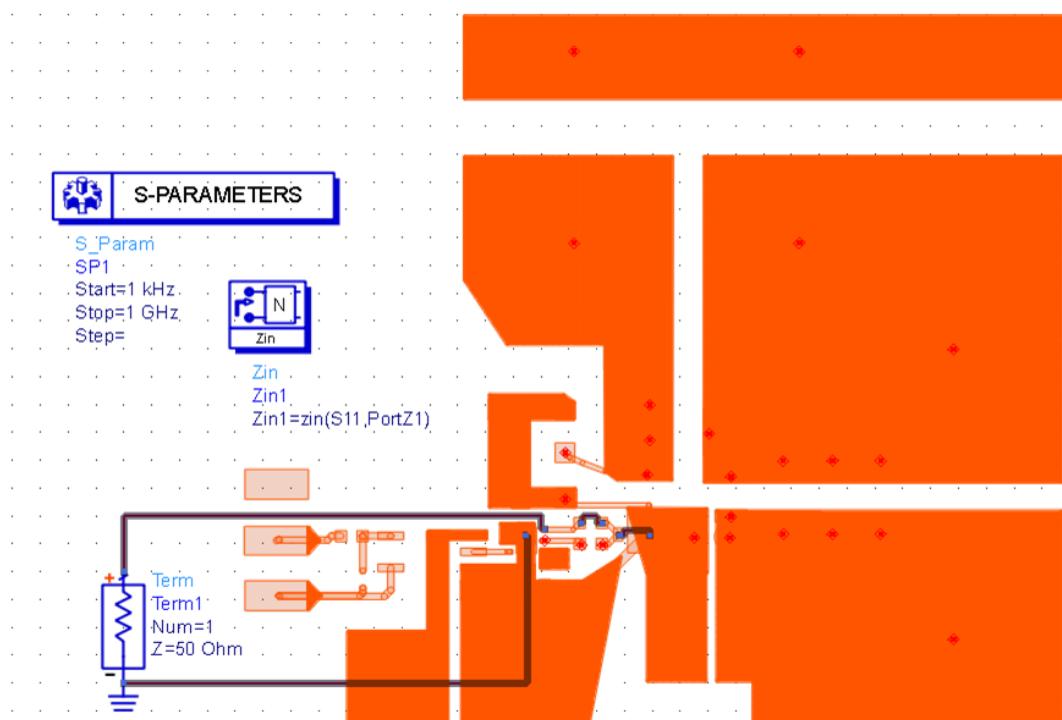 S-PARAMETERS
S_Param
SP1
Start=1 kHz
Stop=1 GHz
Step=
N
Zin
Zin
Zin1
Zin1=zin(S11,PortZ1)
+
Term
Term1
Num=1
Z=50 Ohm
-